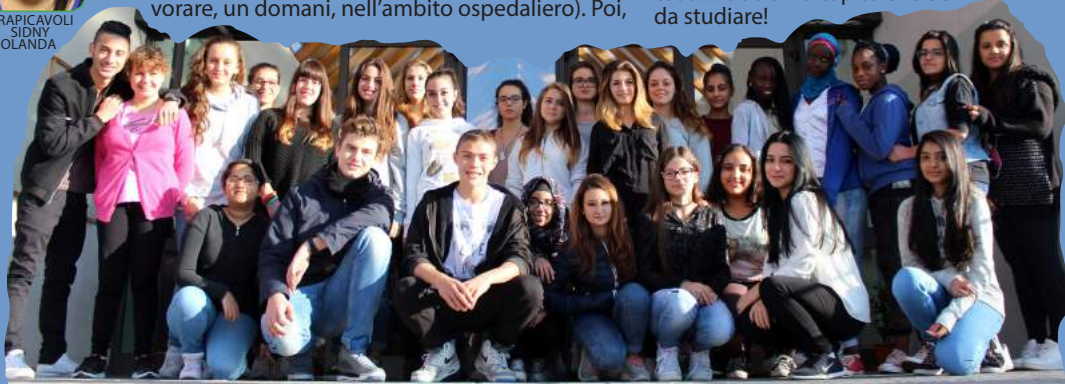 RAPICAVOLI
SIDNY
OLANDA
vorare, un domani, nell’ambito ospedaliero). Poi,
da studiare!